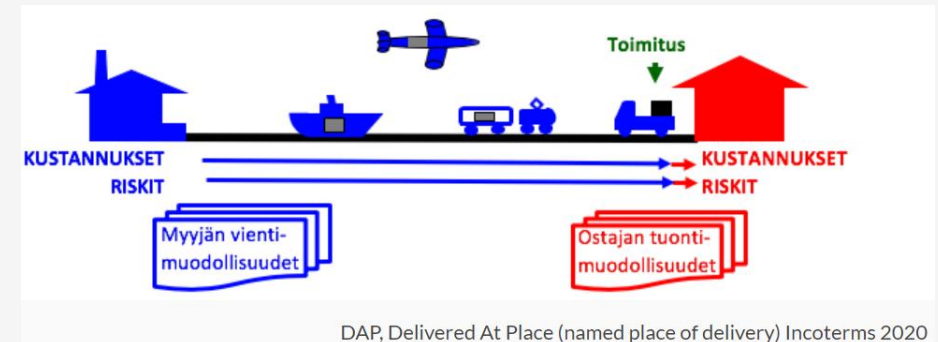 Toimitus
KUSTANNUKSET
RISKIT
KUSTANNUKSET
RISKIT
Myyjän vienti-
muodollisuudet
Ostajan tuonti-
muodollisuudet
DAP, Delivered At Place (named place of delivery) Incoterms 2020